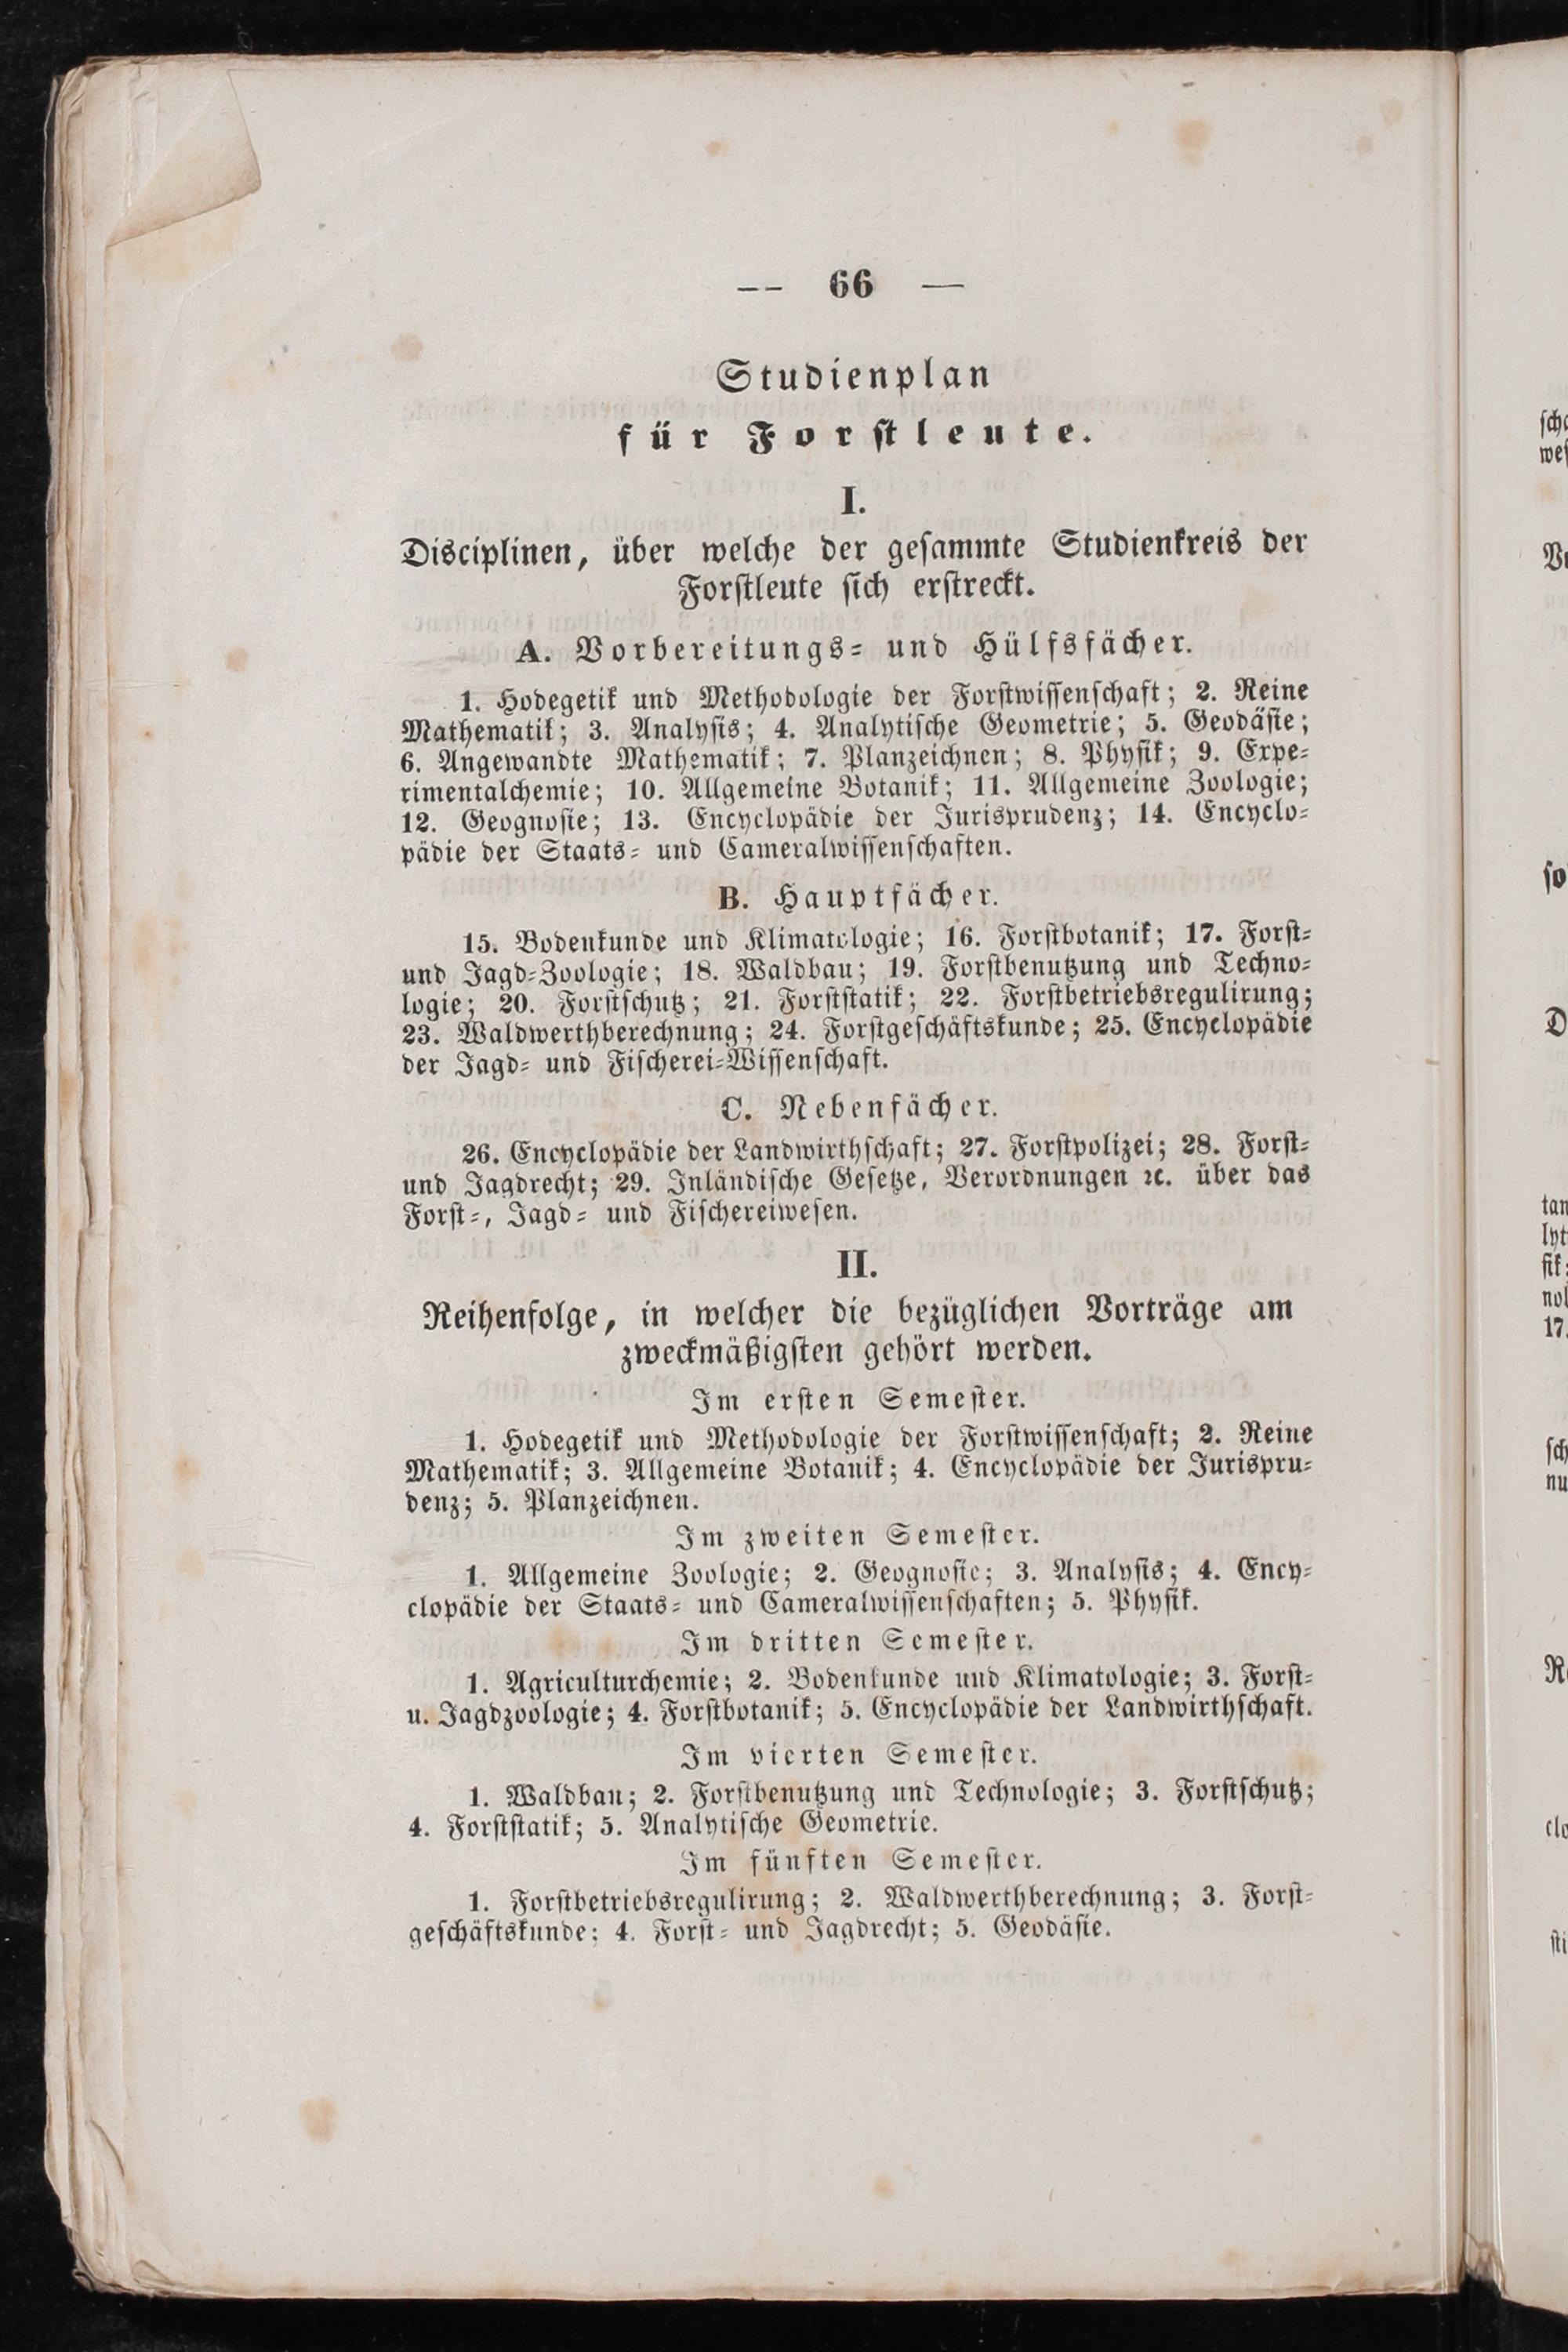 — 66 —
Studienplan
für Forstleute.
I.
Disciplinen, über welche der gesammte Studienkreis der
Forstleute sich erstreckt.
A. Vorbereitungs- und Hülfsfächer.
1. Hodegetik und Methodologie der Forstwissenschaft; 2. Reine
Mathematik; 3. Analysis; 4. Analytische Geometrie; 5. Geodäsie;
6. Angewandte Mathematik; 7. Planzeichnen; 8. Physik; 9. Expe-
rimentalchemie; 10. Allgemeine Botanik; 11. Allgemeine Zoologie;
12. Geognosie; 13. Encyclopädie der Jurisprudenz; 14. Encyclo-
pädie der Staats- und Cameralwissenschaften.
B. Hauptfächer.
15. Bodenkunde und Klimatologie; 16. Forstbotanik; 17. Forst-
und Jagd-Zoologie; 18. Waldbau; 19. Forstbenutzung und Techno-
logie; 20. Forstschutz; 21. Forststatik; 22. Forstbetriebsregulirung;
23. Waldwerthberechnung; 24. Forstgeschäftskunde; 25. Encyclopädie
der Jagd- und Fischerei-Wissenschaft.
C. Nebenfächer.
26. Encyclopädie der Landwirthschaft; 27. Forstpolizei; 28. Forst-
und Jagdrecht; 29. Inländische Gesetze, Verordnungen ꝛc. über das
Forst-, Jagd- und Fischereiwesen.
II.
Reihenfolge, in welcher die bezüglichen Vorträge am
zweckmäßigsten gehört werden.
Im ersten Semester.
1. Hodegetik und Methodologie der Forstwissenschaft; 2. Reine
Mathematik; 3. Allgemeine Botanik; 4. Encyclopädie der Jurispru-
denz; 5. Planzeichnen.
Im zweiten Semester.
1. Allgemeine Zoologie; 2. Geognosie; 3. Analysis; 4. Ency-
clopädie der Staats- und Cameralwissenschaften; 5. Physik.
Im dritten Semester.
1. Agriculturchemie; 2. Bodenkunde und Klimatologie; 3. Forst-
u. Jagdzoologie; 4. Forstbotanik; 5. Encyclopädie der Landwirthschaft.
Im vierten Semester.
1. Waldbau; 2. Forstbenutzung und Technologie; 3. Forstschutz;
4. Forststatik; 5. Analytische Geometrie.
Im fünften Semester.
1. Forstbetriebsregulirung; 2. Waldwerthberechnung; 3. Forst-
geschäftskunde; 4. Forst- und Jagdrecht; 5. Geodäsie.